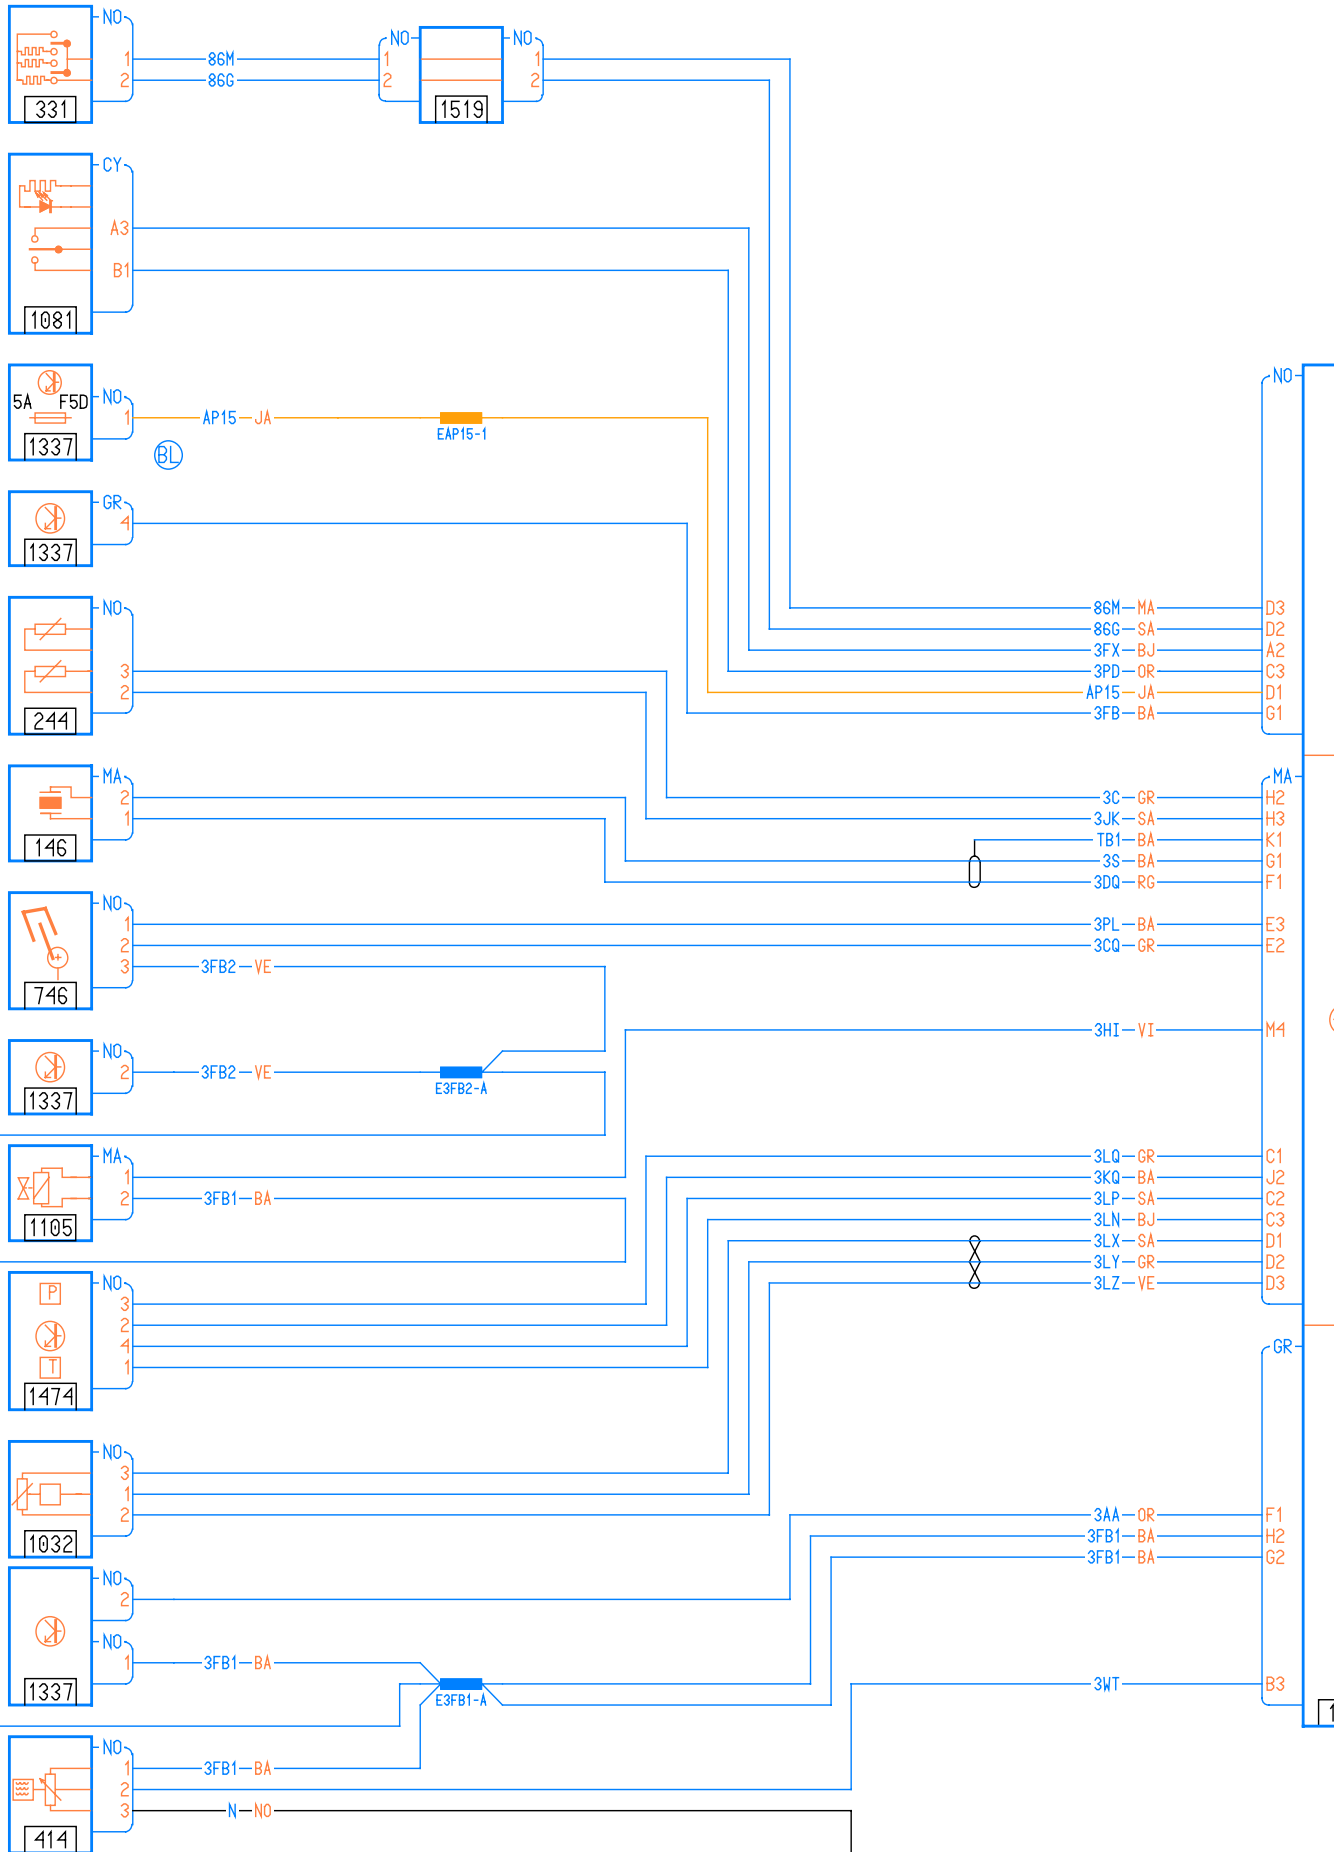 NO
1 86M
2 86G
331
NO
1
2
1519
NO
1
2
CY
A3
B1
1081
5A F5D
NO
1 AP15 JA
EAP15-1
1337
BL
GR
4
1337
NO
3
2
244
MA
2
1
146
NO
1
2
3 3FB2 VE
746
NO
2 3FB2 VE
E3FB2-A
1337
MA
1
2 3FB1 BA
1105
NO
P
3
2
4
T
1
1474
NO
3
1
2
1032
NO
2
NO
1 3FB1 BA
E3FB1-A
1337
NO
1 3FB1 BA
2
3 N NO
414
NO
86M MA D3
86G SA D2
3FX BJ A2
3PD OR C3
AP15 JA D1
3FB BA G1
MA
3C GR H2
3JK SA H3
TB1 BA K1
3S BA G1
3DQ RG F1
3PL BA E3
3CQ GR E2
3HI VI M4
3LQ GR C1
3KQ BA J2
3LP SA C2
3LN BJ C3
3LX SA D1
3LY GR D2
3LZ VE D3
GR
3AA OR F1
3FB1 BA H2
3FB1 BA G2
3WT B3